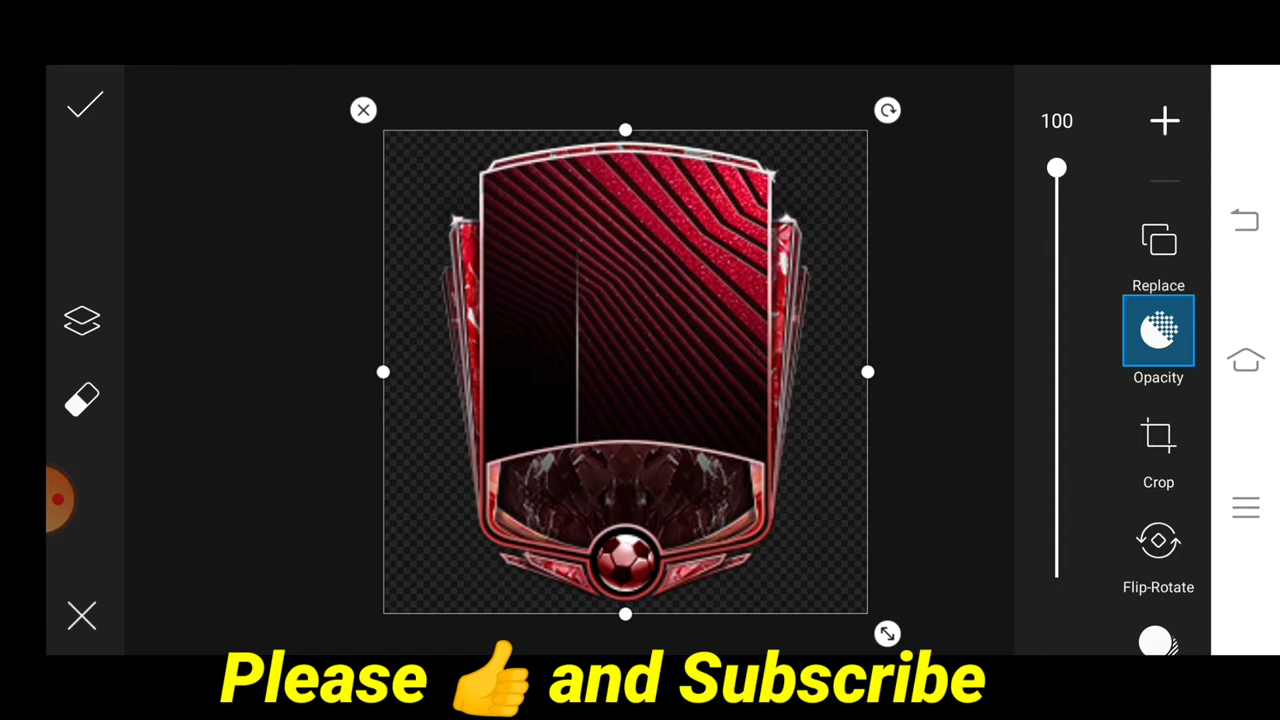 100
Replace
Opacity
Crop
Flip-Rotate
Please 👍 and Subscribe